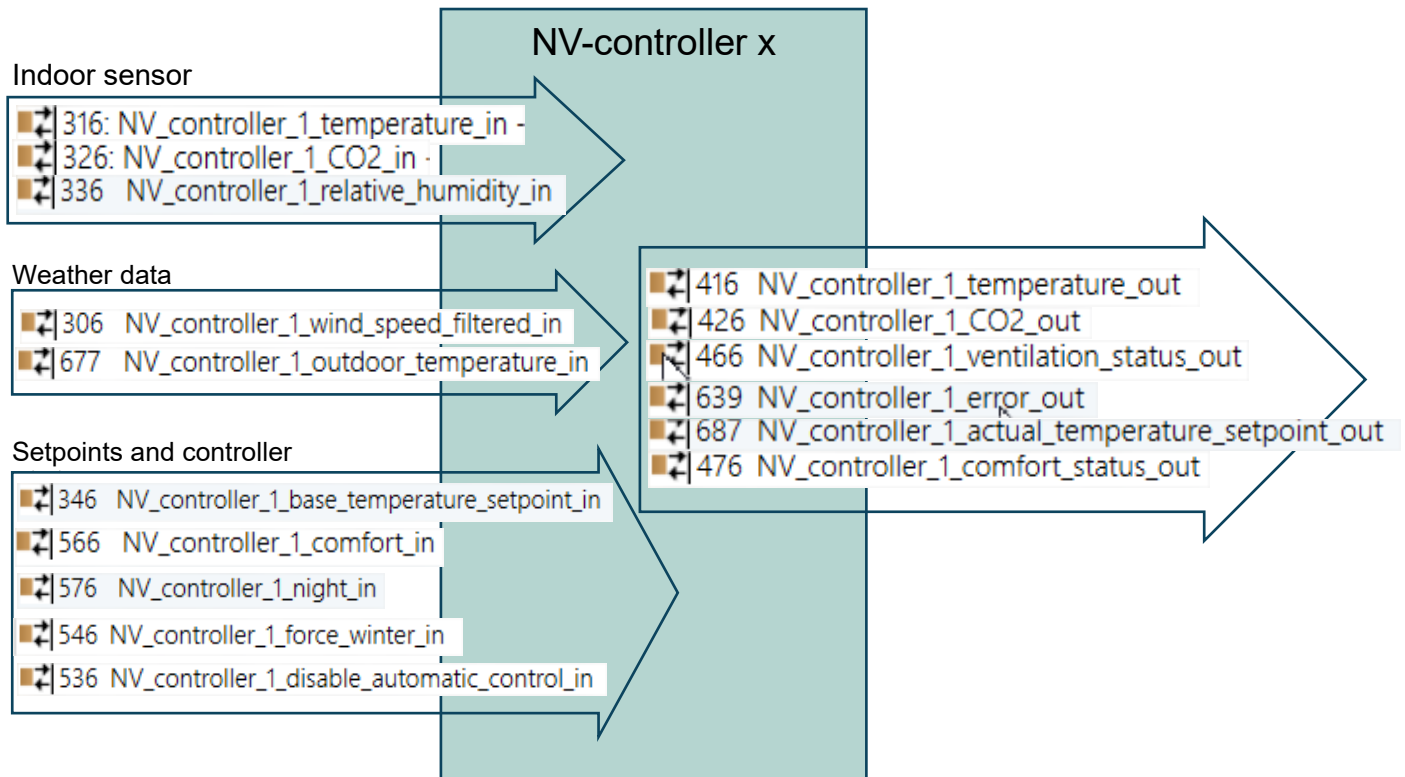 NV-controller x
Indoor sensor
316: NV_controller_1_temperature_in -
326: NV_controller_1_CO2_in -
336 NV_controller_1_relative_humidity_in
Weather data
306 NV_controller_1_wind_speed_filtered_in
677 NV_controller_1_outdoor_temperature_in
Setpoints and controller
346 NV_controller_1_base_temperature_setpoint_in
566 NV_controller_1_comfort_in
576 NV_controller_1_night_in
546 NV_controller_1_force_winter_in
536 NV_controller_1_disable_automatic_control_in
416 NV_controller_1_temperature_out
426 NV_controller_1_CO2_out
466 NV_controller_1_ventilation_status_out
639 NV_controller_1_error_out
687 NV_controller_1_actual_temperature_setpoint_out
476 NV_controller_1_comfort_status_out